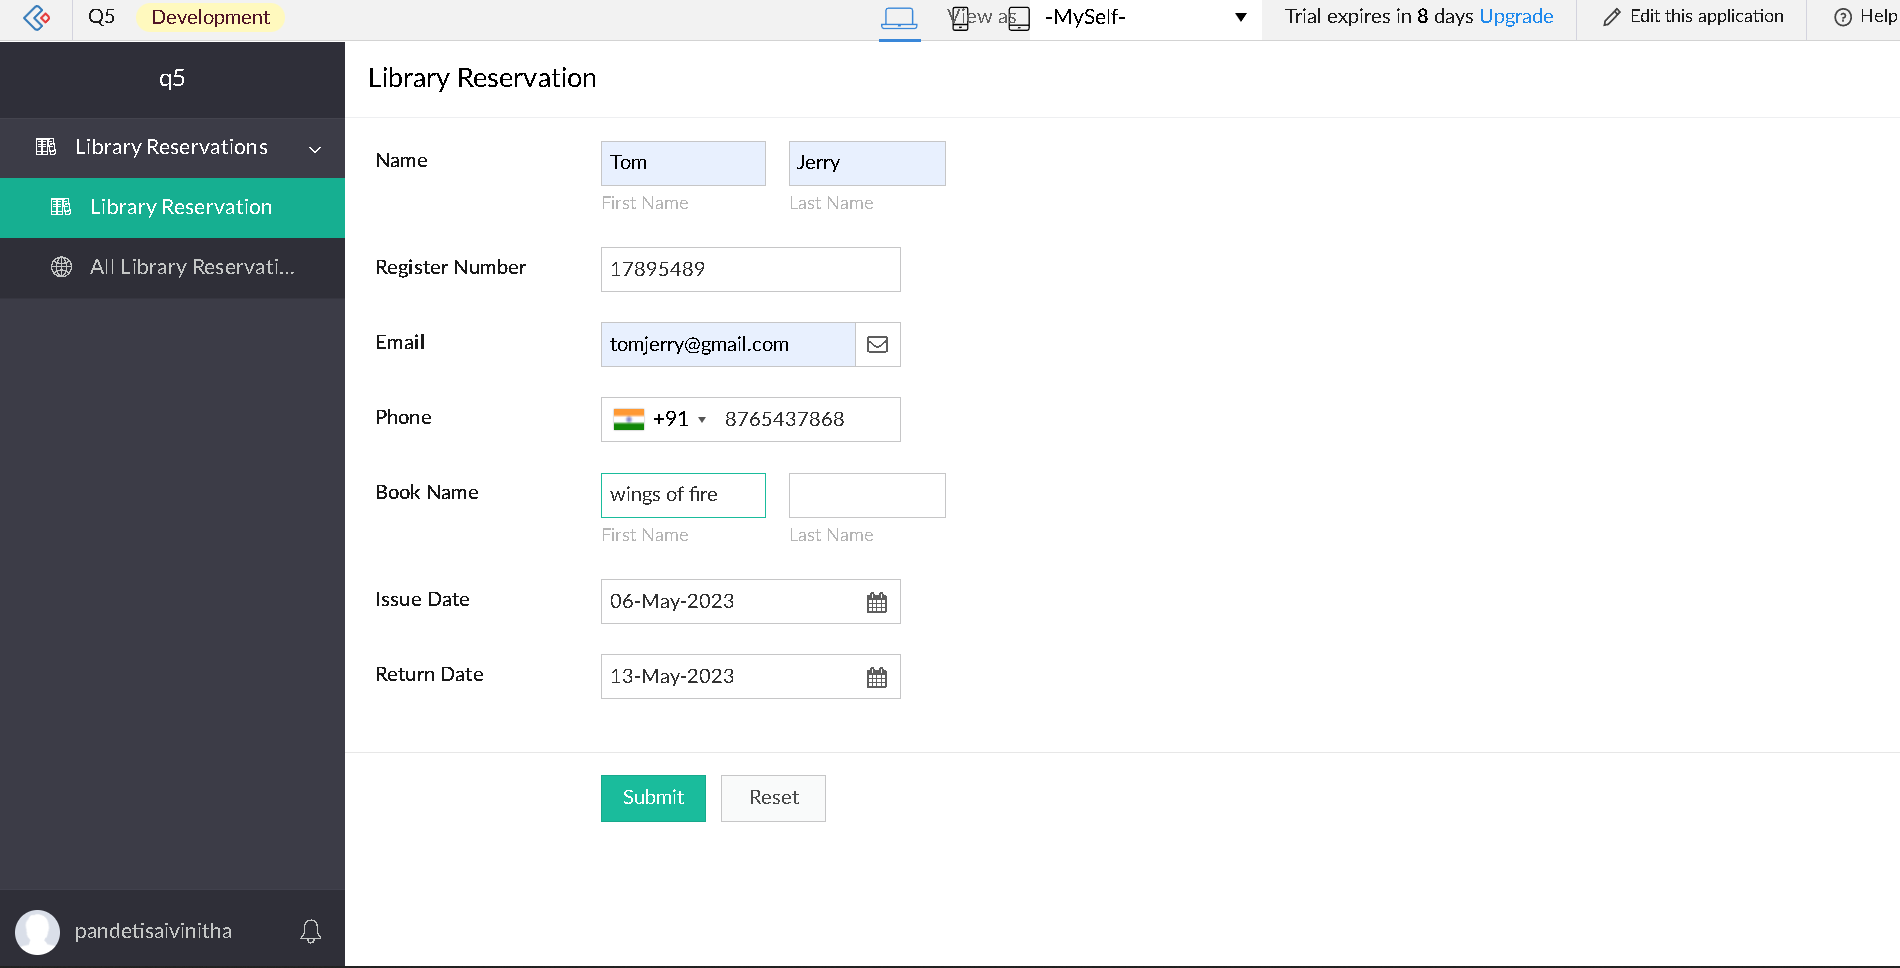 Q5 Development View as -MySelf- Trial expires in 8 days Upgrade Edit this application Help
q5
Library Reservations
Library Reservation
All Library Reservati...
pandetisaivinitha
Library Reservation
Name Tom Jerry
First Name Last Name
Register Number 17895489
Email tomjerry@gmail.com
Phone +91 8765437868
Book Name wings of fire
First Name Last Name
Issue Date 06-May-2023
Return Date 13-May-2023
Submit Reset